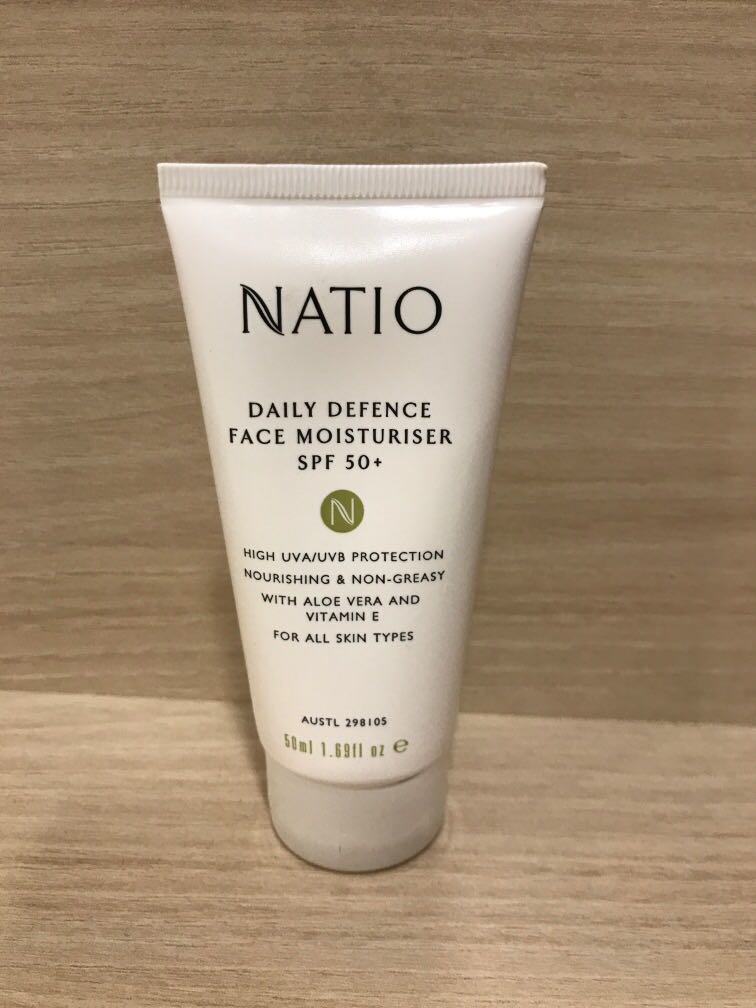 NATIO
DAILY DEFENCE
FACE MOISTURISER
SPF 50+
N
HIGH UVA/UVB PROTECTION
NOURISHING & NON-GREASY
WITH ALOE VERA AND
VITAMIN E
FOR ALL SKIN TYPES
AUSTL 298105
50ml 1.69fl oz e